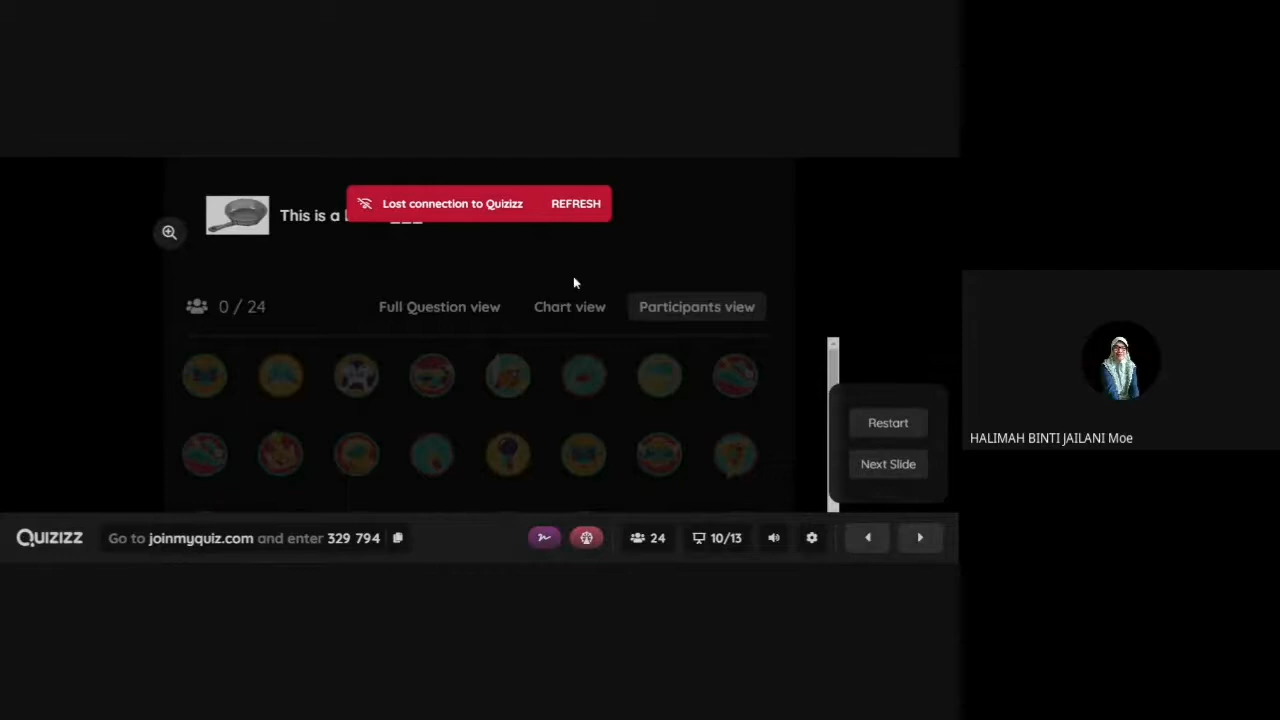 Lost connection to Quizizz REFRESH
This is a ___
0 / 24
Full Question view Chart view Participants view
Restart
Next Slide
HALIMAH BINTI JAILANI Moe
QUIZIZZ Go to joinmyquiz.com and enter 329 794 24 10/13